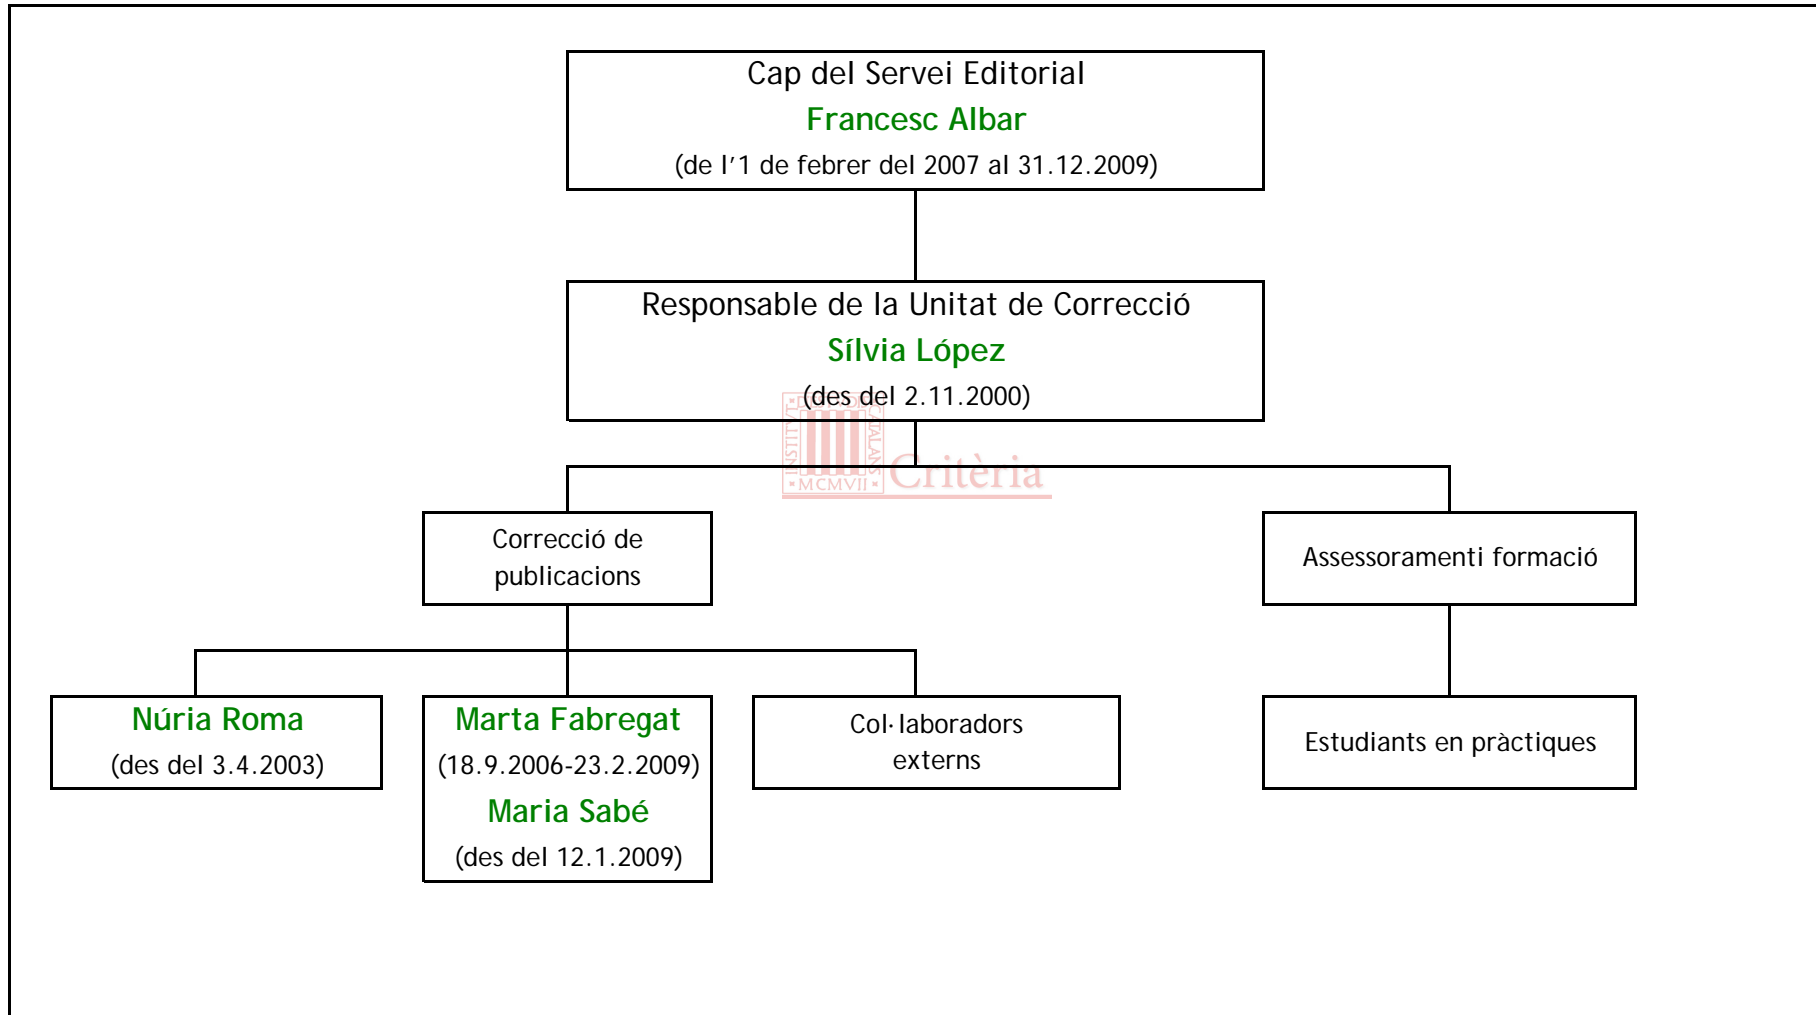 Cap del Servei Editorial
Francesc Albar
(de l'1 de febrer del 2007 al 31.12.2009)
Responsable de la Unitat de Correcció
Sílvia López
(des del 2.11.2000)
INSTITVT
D'ESTVDIS
CATALANS
*MCMVII*
Critèria
Correcció de
publicacions
Assessoramenti formació
Núria Roma
(des del 3.4.2003)
Marta Fabregat
(18.9.2006-23.2.2009)
Maria Sabé
(des del 12.1.2009)
Col·laboradors
externs
Estudiants en pràctiques